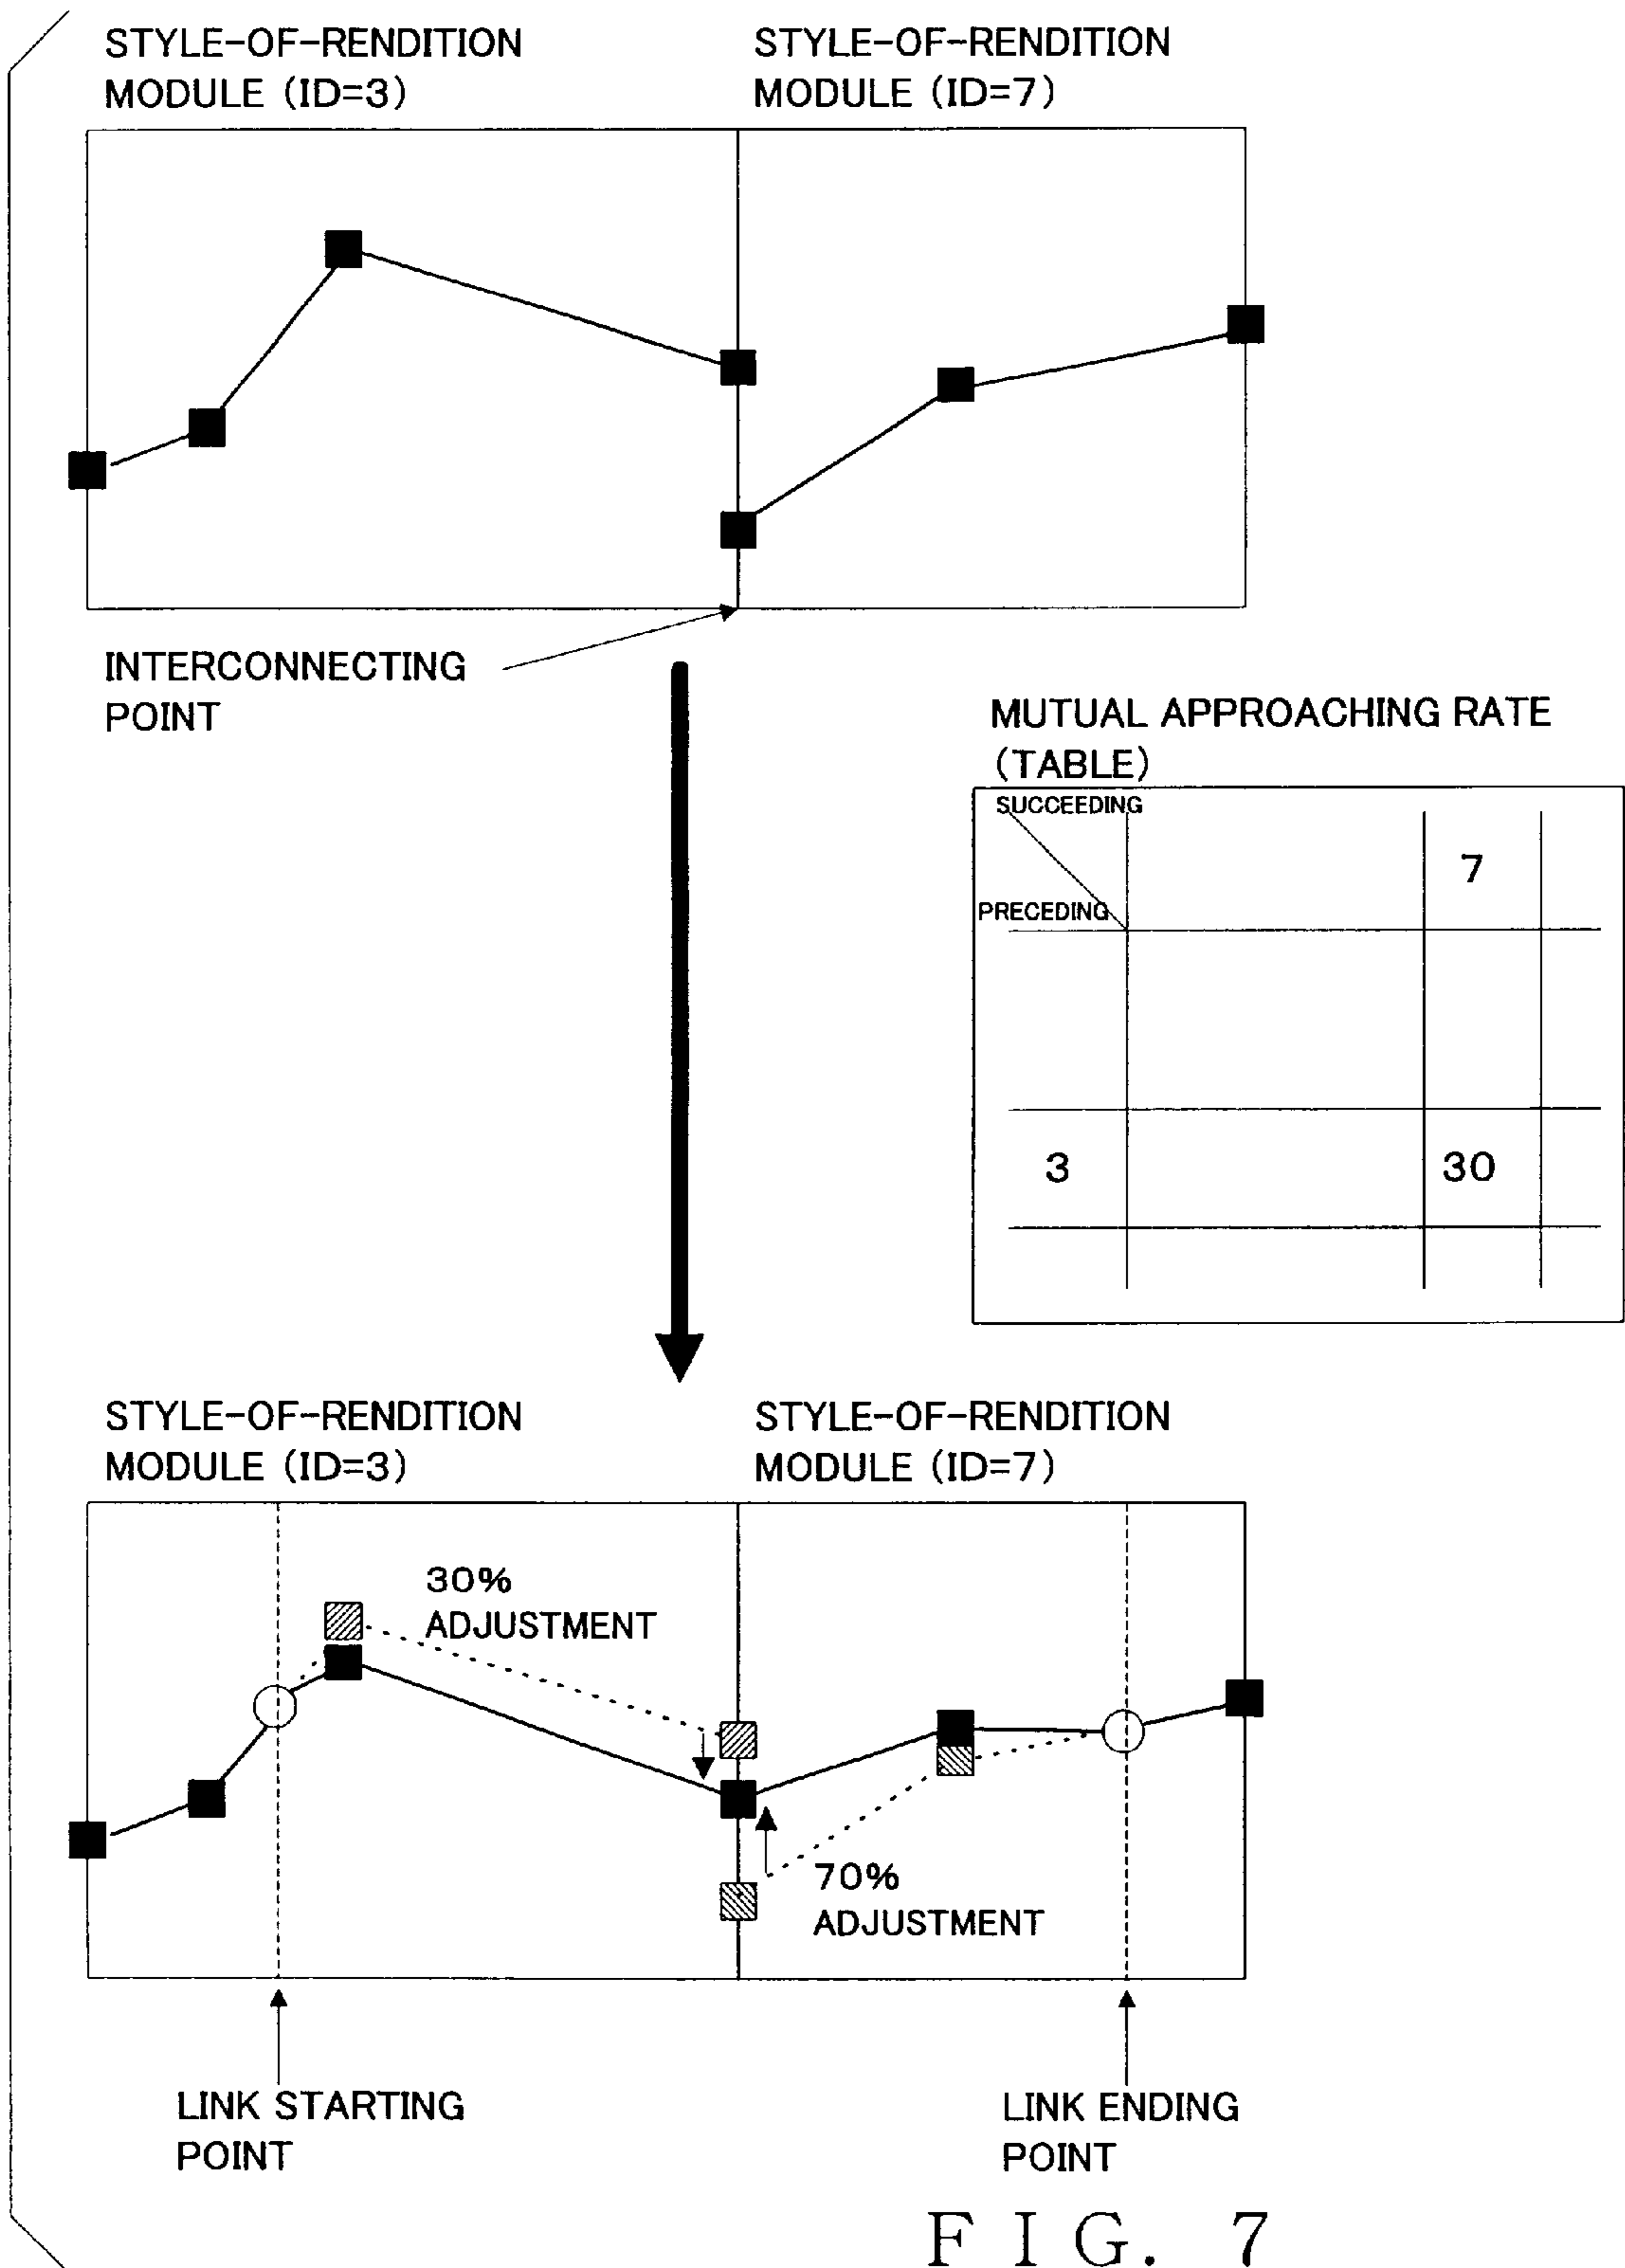 STYLE-OF-RENDITION
MODULE (ID=3)
STYLE-OF-RENDITION
MODULE (ID=7)
INTERCONNECTING
POINT
MUTUAL APPROACHING RATE
(TABLE)
SUCCEEDING
7
PRECEDING
3
30
STYLE-OF-RENDITION
MODULE (ID=3)
STYLE-OF-RENDITION
MODULE (ID=7)
30%
ADJUSTMENT
70%
ADJUSTMENT
LINK STARTING
POINT
LINK ENDING
POINT
FIG. 7